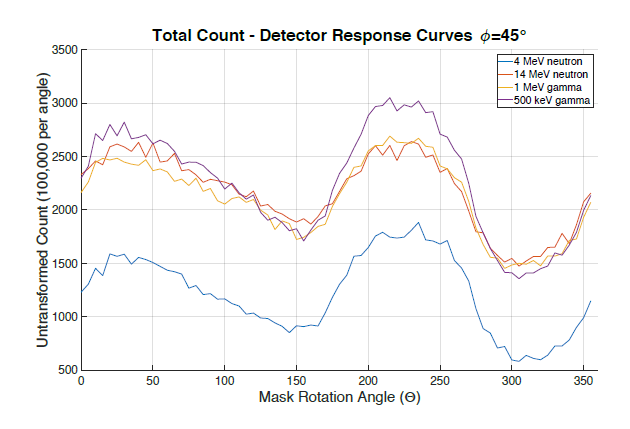 Total Count - Detector Response Curves ϕ=45°
3500
3000
2500
2000
1500
1000
500
0
50
100
150
200
250
300
350
Untransformed Count (100,000 per angle)
Mask Rotation Angle (Θ)
4 MeV neutron
14 MeV neutron
1 MeV gamma
500 keV gamma